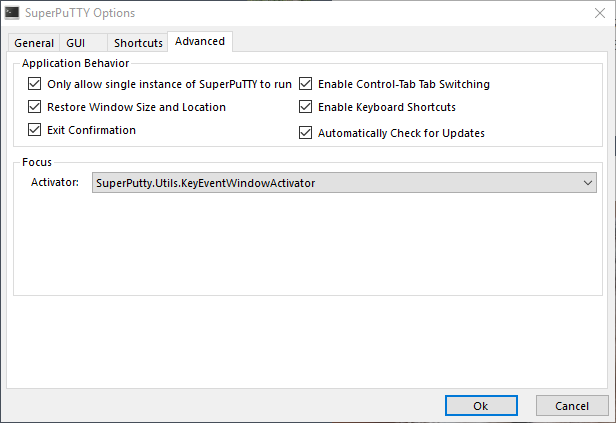 SuperPuTTY Options
General GUI Shortcuts Advanced
Application Behavior
Only allow single instance of SuperPuTTY to run Enable Control-Tab Tab Switching
Restore Window Size and Location Enable Keyboard Shortcuts
Exit Confirmation Automatically Check for Updates
Focus
Activator: SuperPutty.Utils.KeyEventWindowActivator
Ok Cancel